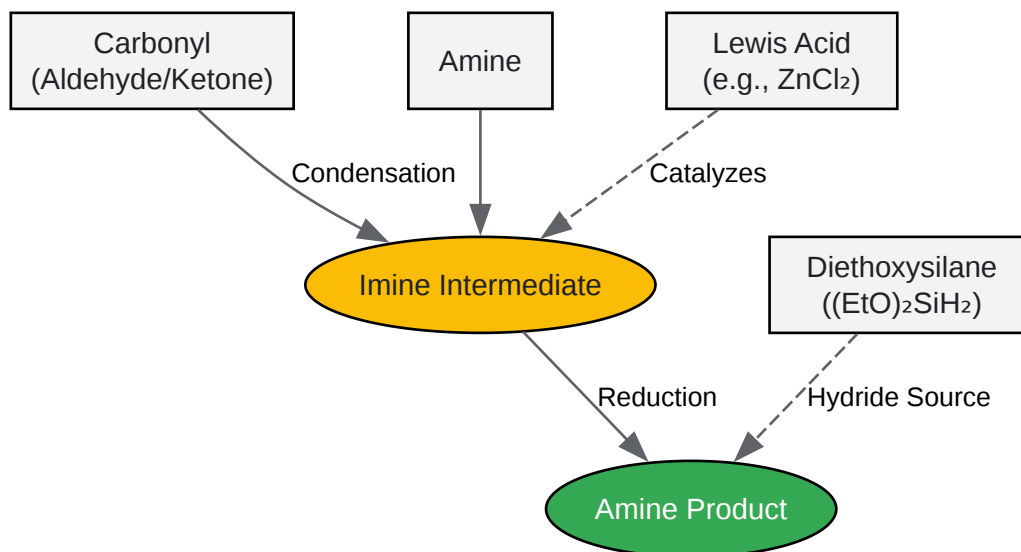 Carbonyl
(Aldehyde/Ketone)
Amine
Lewis Acid
(e.g., ZnCl₂)
Condensation
Catalyzes
Imine Intermediate
Diethoxysilane
((EtO)₂SiH₂)
Reduction
Hydride Source
Amine Product